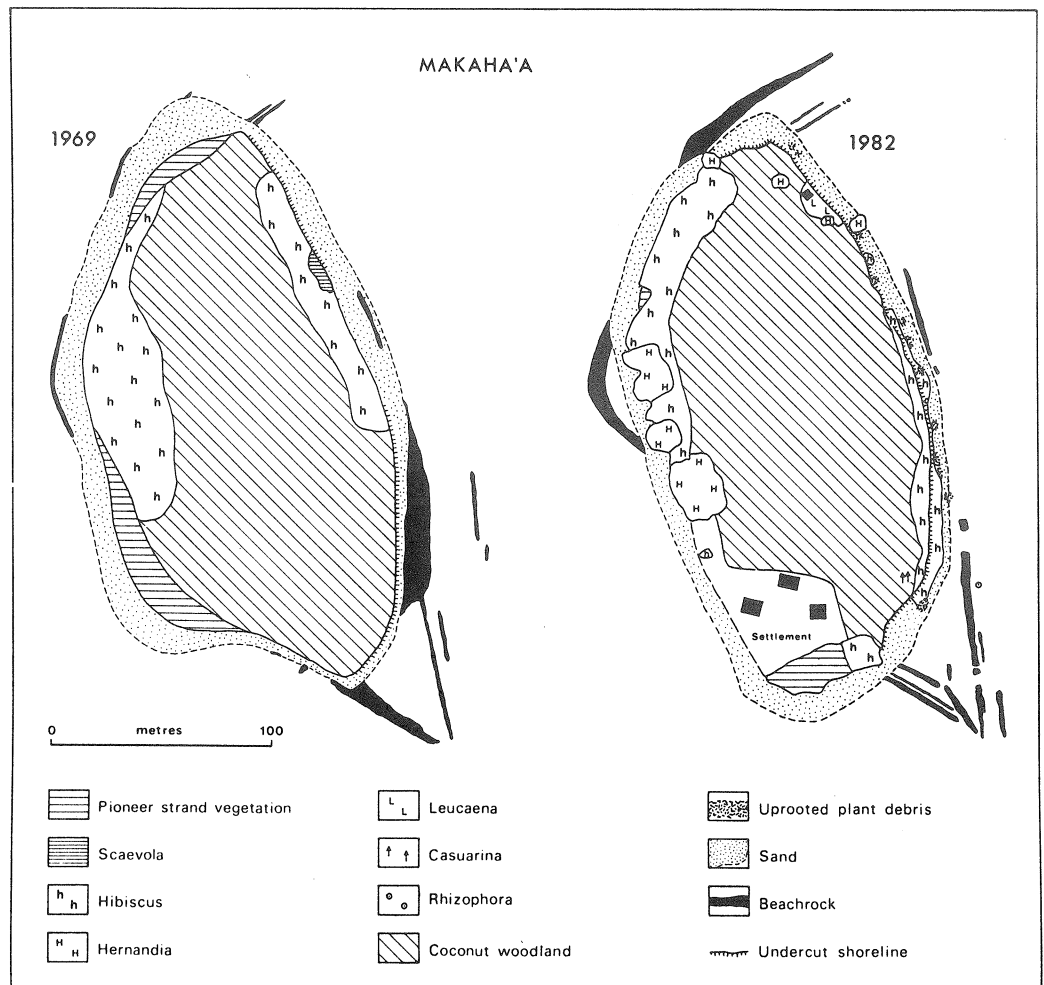 MAKAHA'A
1969
1982
Settlement
0 metres 100
Pioneer strand vegetation
Scaevola
Hibiscus
Hernandia
Leucaena
Casuarina
Rhizophora
Coconut woodland
Uprooted plant debris
Sand
Beachrock
Undercut shoreline